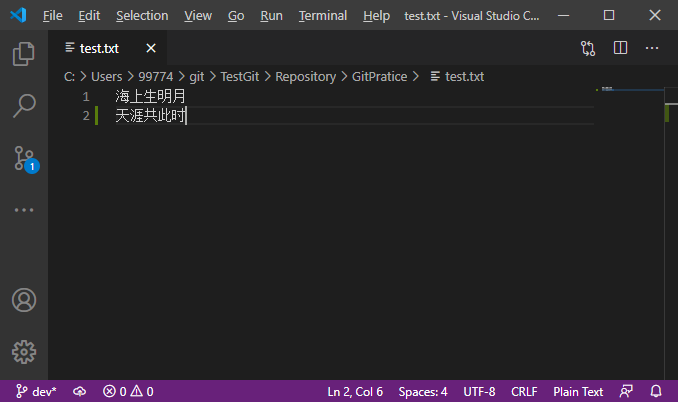 File Edit Selection View Go Run Terminal Help test.txt - Visual Studio C...
test.txt
C: > Users > 99774 > git > TestGit > Repository > GitPratice > test.txt
1 海上生明月
2 天涯共此时
1
dev* 0 0 Ln 2, Col 6 Spaces: 4 UTF-8 CRLF Plain Text